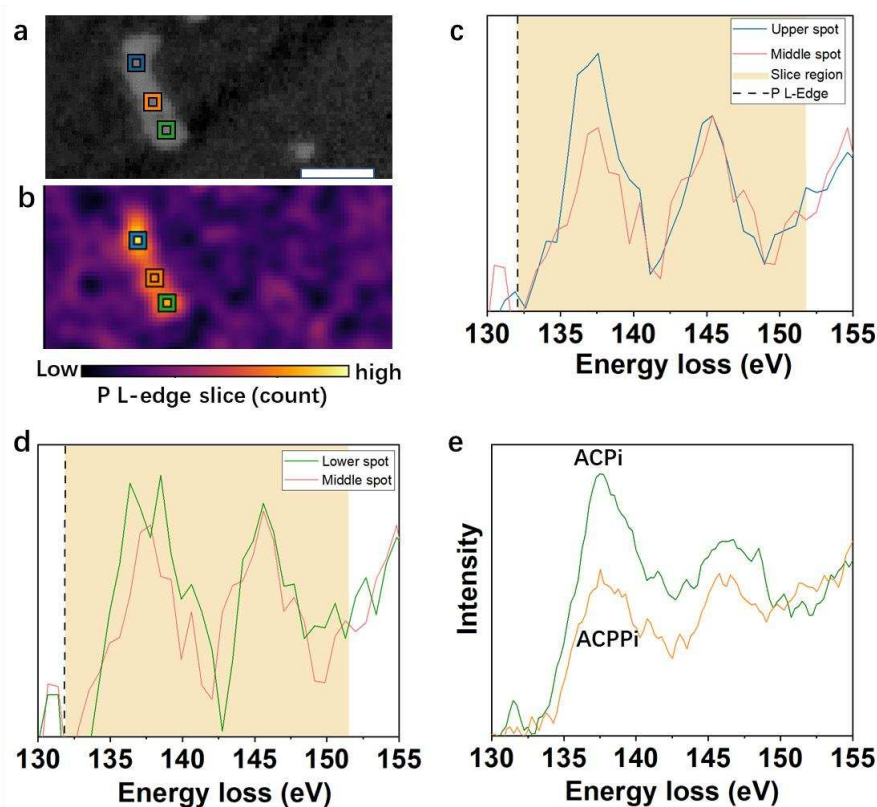 a
b
Low
high
P L-edge slice (count)
c
Upper spot
Middle spot
Slice region
P L-Edge
130 135 140 145 150 155
Energy loss (eV)
d
Lower spot
Middle spot
130 135 140 145 150 155
Energy loss (eV)
e
ACPi
ACPPi
Intensity
130 135 140 145 150 155
Energy loss (eV)